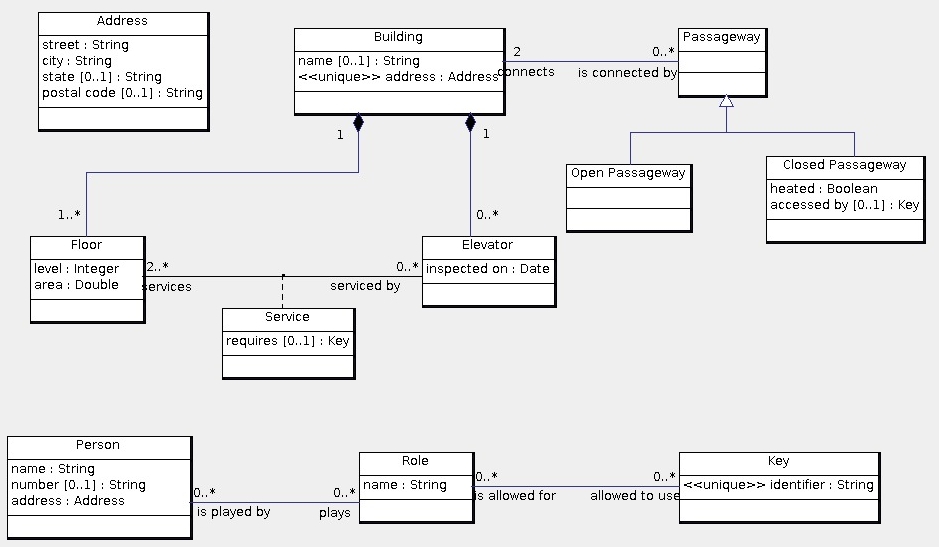 Address
street : String
city : String
state [0..1] : String
postal code [0..1] : String
Building
name [0..1] : String
<<unique>> address : Address
2
connects
0..*
is connected by
Passageway
Open Passageway
Closed Passageway
heated : Boolean
accessed by [0..1] : Key
1
1
1..*
0..*
Floor
level : Integer
area : Double
2..*
services
0..*
serviced by
Elevator
inspected on : Date
Service
requires [0..1] : Key
Person
name : String
number [0..1] : String
address : Address
0..*
is played by
0..*
plays
Role
name : String
0..*
is allowed for
0..*
allowed to use
Key
<<unique>> identifier : String